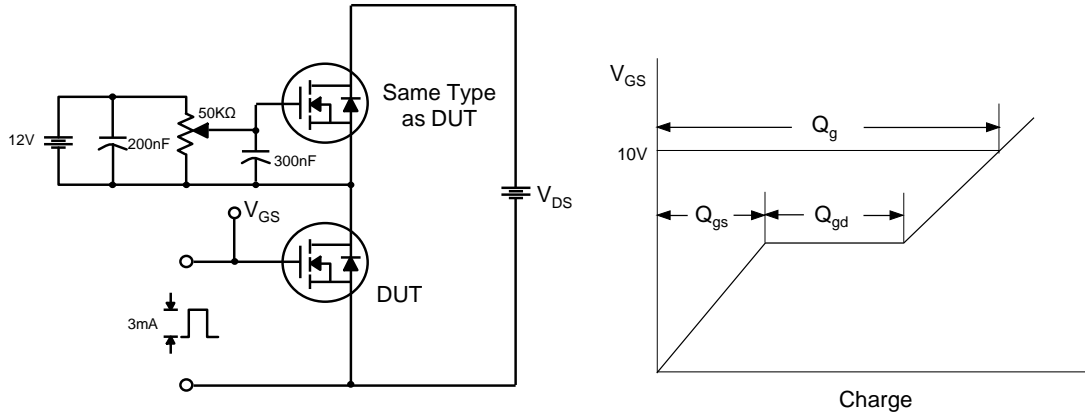 12V
200nF
50KΩ
300nF
Same Type
as DUT
V_DS
V_GS
DUT
3mA
V_GS
10V
Q_g
Q_gs
Q_gd
Charge